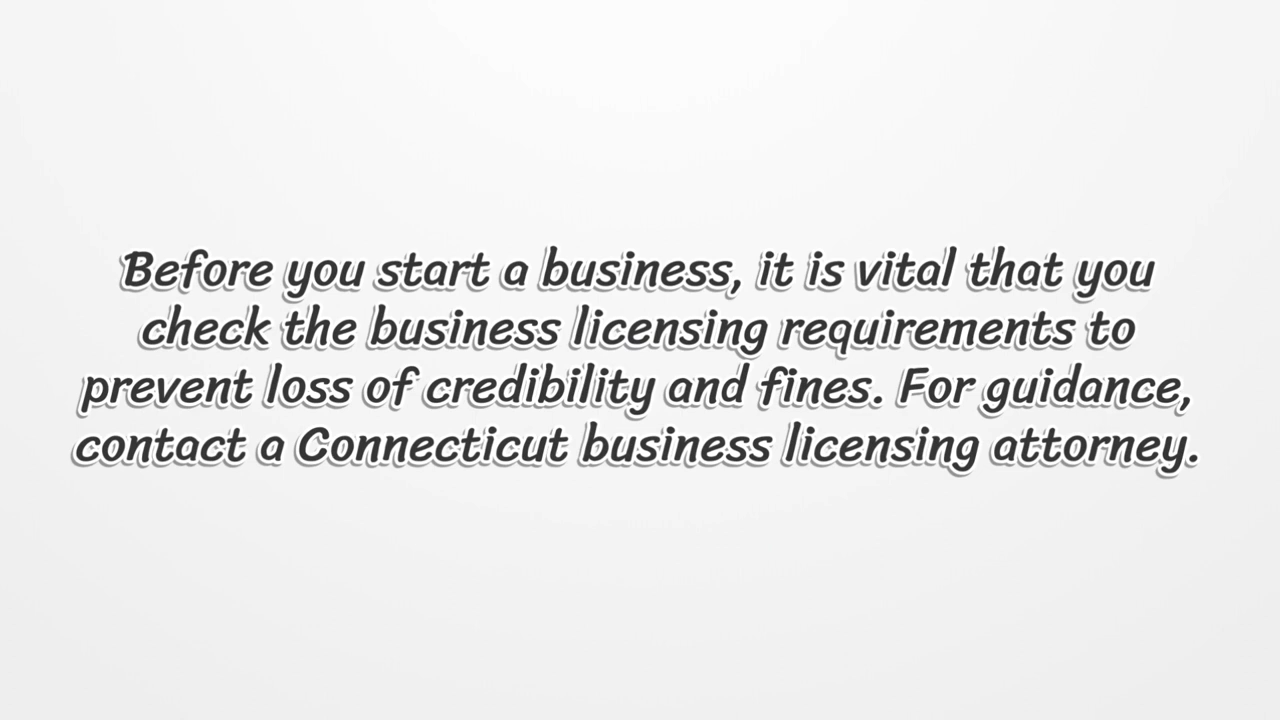 Before you start a business, it is vital that you
check the business licensing requirements to
prevent loss of credibility and fines. For guidance,
contact a Connecticut business licensing attorney.